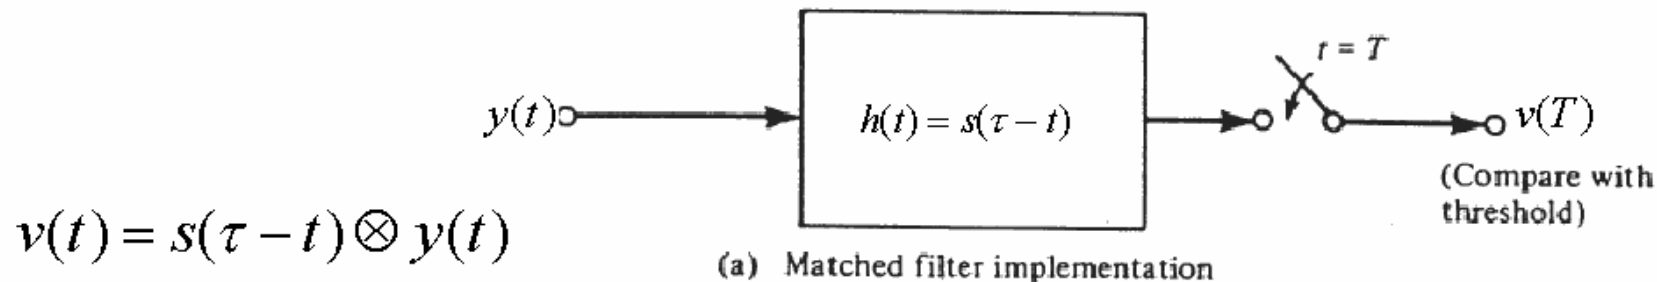 t = T
y(t)
h(t) = s(τ − t)
v(T)
(Compare with
threshold)
v(t) = s(τ − t) ⊗ y(t)
(a) Matched filter implementation